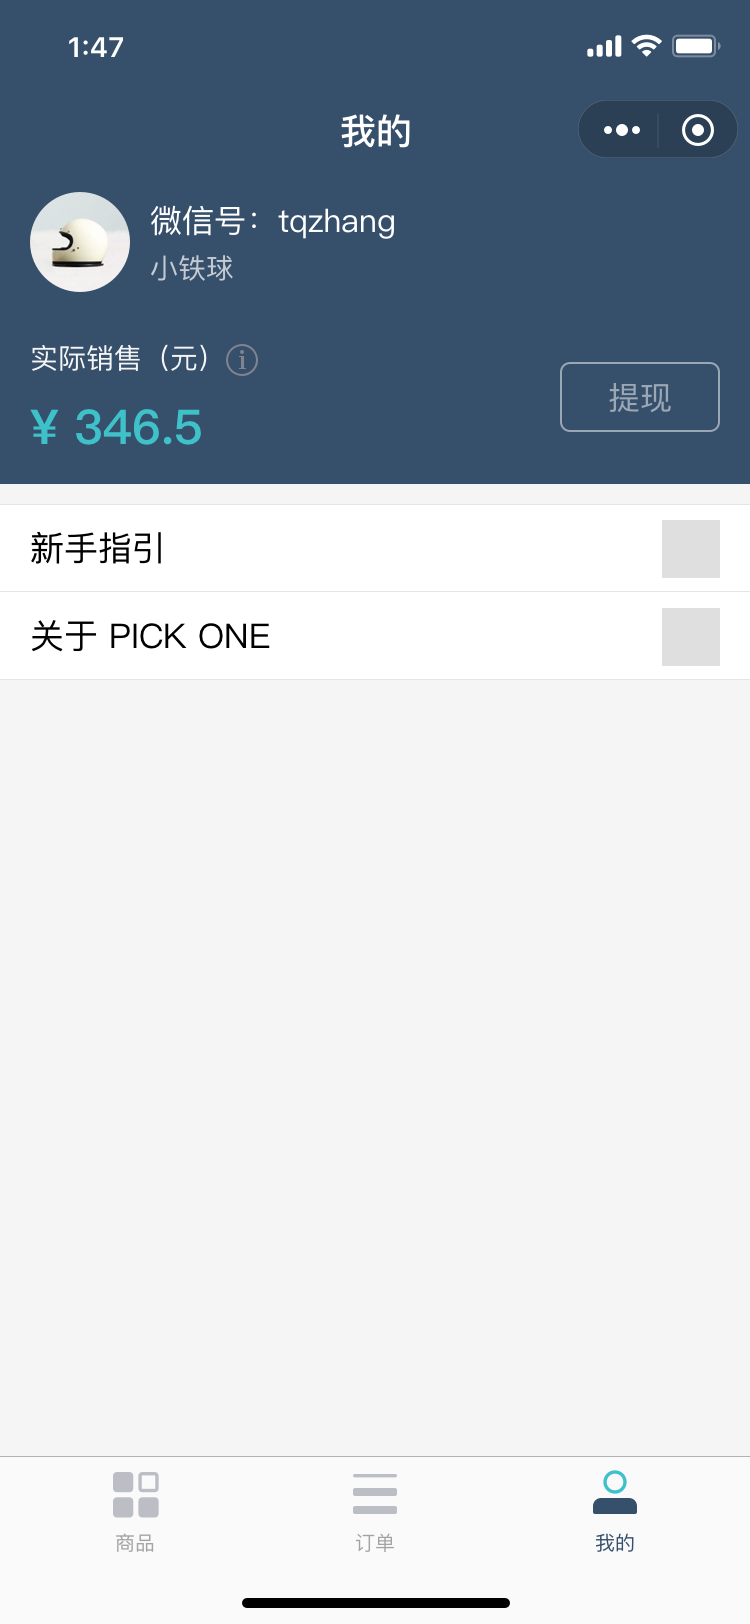 1:47
我的
微信号：tqzhang
小铁球
实际销售（元）
¥ 346.5
提现
新手指引
关于 PICK ONE
商品
订单
我的